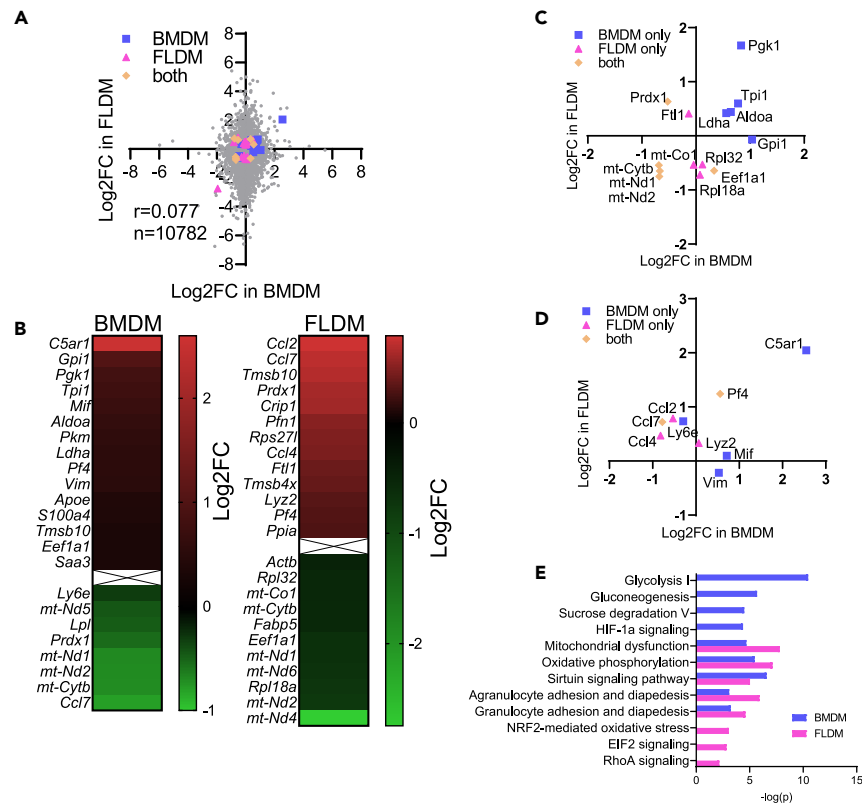 A
BMDM
FLDM
both
Log2FC in FLDM
8
6
4
2
0
-2
-4
-6
-8
-8 -6 -4 -2 0 2 4 6 8
r=0.077
n=10782
Log2FC in BMDM
B
BMDM
C5ar1
Gpi1
Pgk1
Tpi1
Mif
Aldoa
Pkm
Ldha
Pf4
Vim
Apoe
S100a4
Tmsb10
Eef1a1
Saa3
Ly6e
mt-Nd5
Lpl
Prdx1
mt-Nd1
mt-Nd2
mt-Cytb
Ccl7
2
1
0
-1
Log2FC
FLDM
Ccl2
Ccl7
Tmsb10
Prdx1
Crip1
Pfn1
Rps27l
Ccl4
Ftl1
Tmsb4x
Lyz2
Pf4
Ppia
Actb
Rpl32
mt-Co1
mt-Cytb
Fabp5
Eef1a1
mt-Nd1
mt-Nd6
Rpl18a
mt-Nd2
mt-Nd4
0
-1
-2
Log2FC
C
BMDM only
FLDM only
both
Log2FC in FLDM
2
1
0
-1
-2
-2 -1 0 1 2
Pgk1
Prdx1
Tpi1
Ftl1
Ldha
Aldoa
Gpi1
mt-Co1
Rpl32
mt-Cytb
mt-Nd1
Eef1a1
mt-Nd2
Rpl18a
Log2FC in BMDM
D
BMDM only
FLDM only
both
Log2FC in FLDM
3
2
1
0
-1
-2 -1 0 1 2 3
C5ar1
Pf4
Ccl2
Ccl7
Ly6e
Ccl4
Lyz2
Mif
Vim
Log2FC in BMDM
E
Glycolysis I
Gluconeogenesis
Sucrose degradation V
HIF-1a signaling
Mitochondrial dysfunction
Oxidative phosphorylation
Sirtuin signaling pathway
Agranulocyte adhesion and diapedesis
Granulocyte adhesion and diapedesis
NRF2-mediated oxidative stress
EIF2 signaling
RhoA signaling
BMDM
FLDM
0 5 10 15
-log(p)